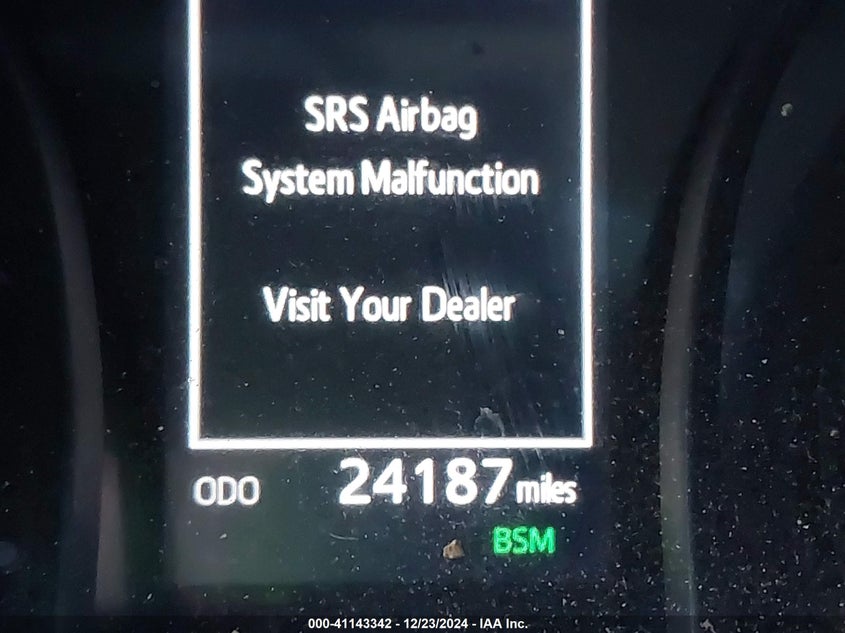 SRS Airbag
System Malfunction
Visit Your Dealer
ODO 24187 miles
BSM
000-41143342 - 12/23/2024 - IAA Inc.